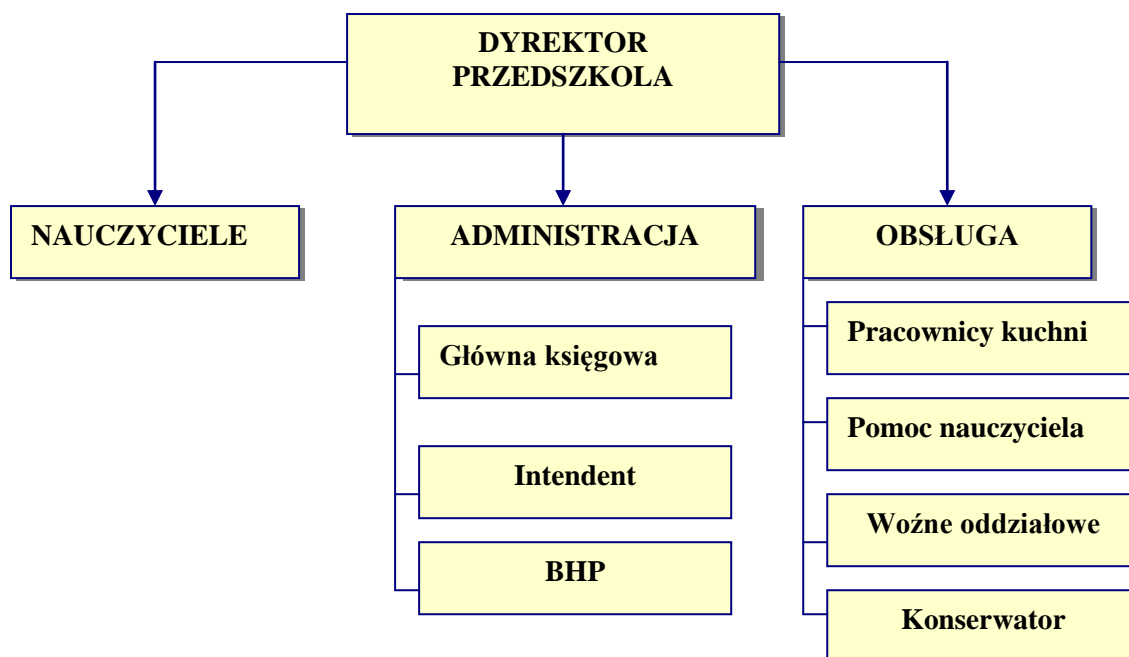 DYREKTOR
PRZEDSZKOLA
NAUCZYCIELE
ADMINISTRACJA
OBSŁUGA
Główna księgowa
Intendent
BHP
Pracownicy kuchni
Pomoc nauczyciela
Woźne oddziałowe
Konserwator